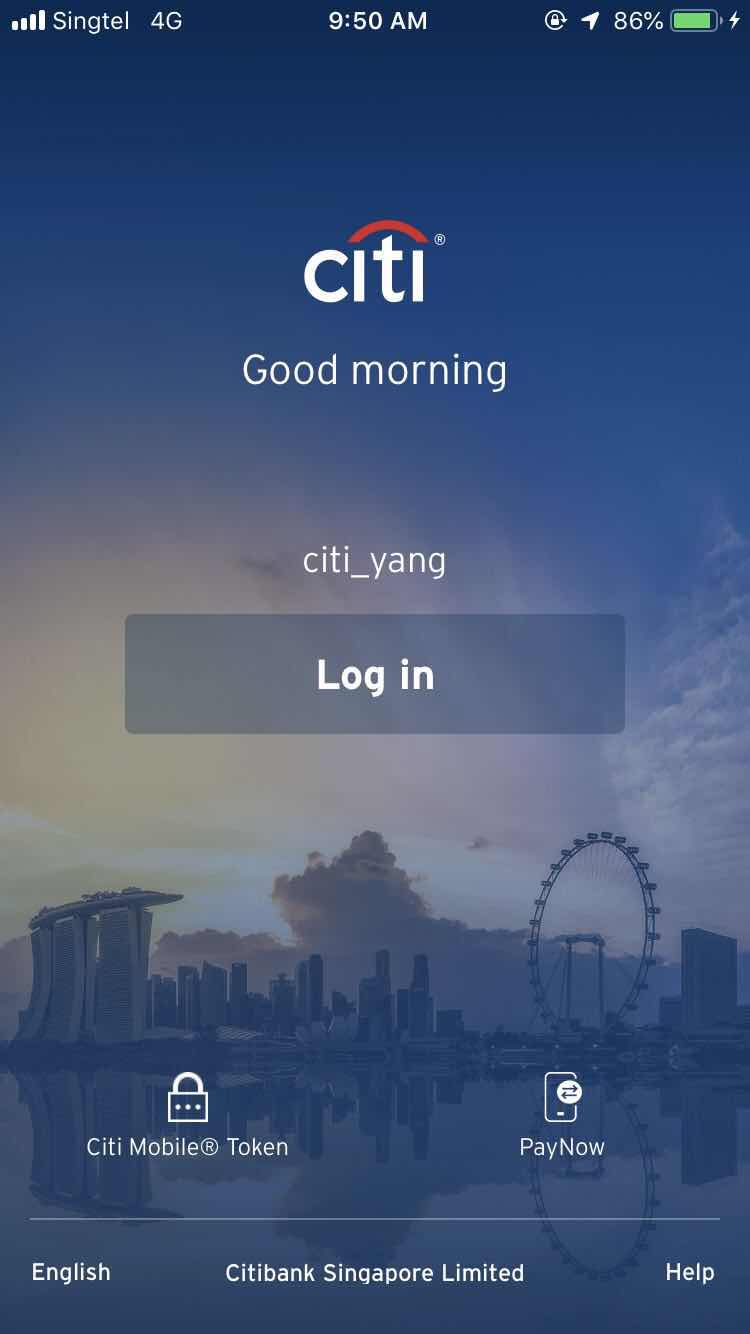 Singtel 4G 9:50 AM 86%
citi®
Good morning
citi_yang
Log in
Citi Mobile® Token PayNow
English Citibank Singapore Limited Help